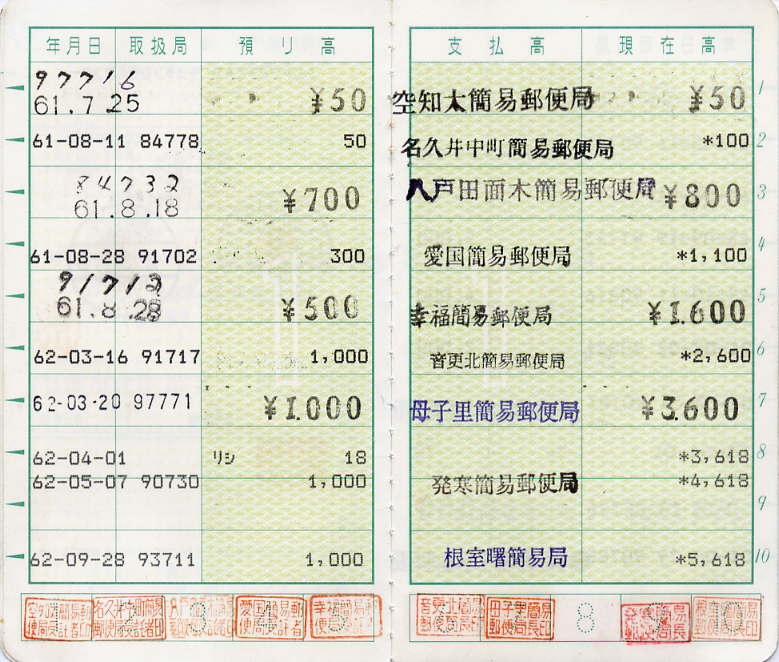 年月日 取扱局 預り高 支払高 現在高
97716
61.7.25 ¥50 空知太簡易郵便局 ¥50 1
61-08-11 84778 50 名久井中町簡易郵便局 *100 2
84732
61.8.18 ¥700 八戸田面木簡易郵便局 ¥800 3
61-08-28 91702 300 愛国簡易郵便局 *1,100 4
91713
61.8.28 ¥500 幸福簡易郵便局 ¥1.600 5
62-03-16 91717 1,000 音更北簡易郵便局 *2,600 6
62-03-20 97771 ¥1.000 母子里簡易郵便局 ¥3.600 7
62-04-01 リシ 18 *3,618 8
62-05-07 90730 1,000 発寒簡易郵便局 *4,618 9
62-09-28 93711 1,000 根室曙簡易局 *5,618 10
8